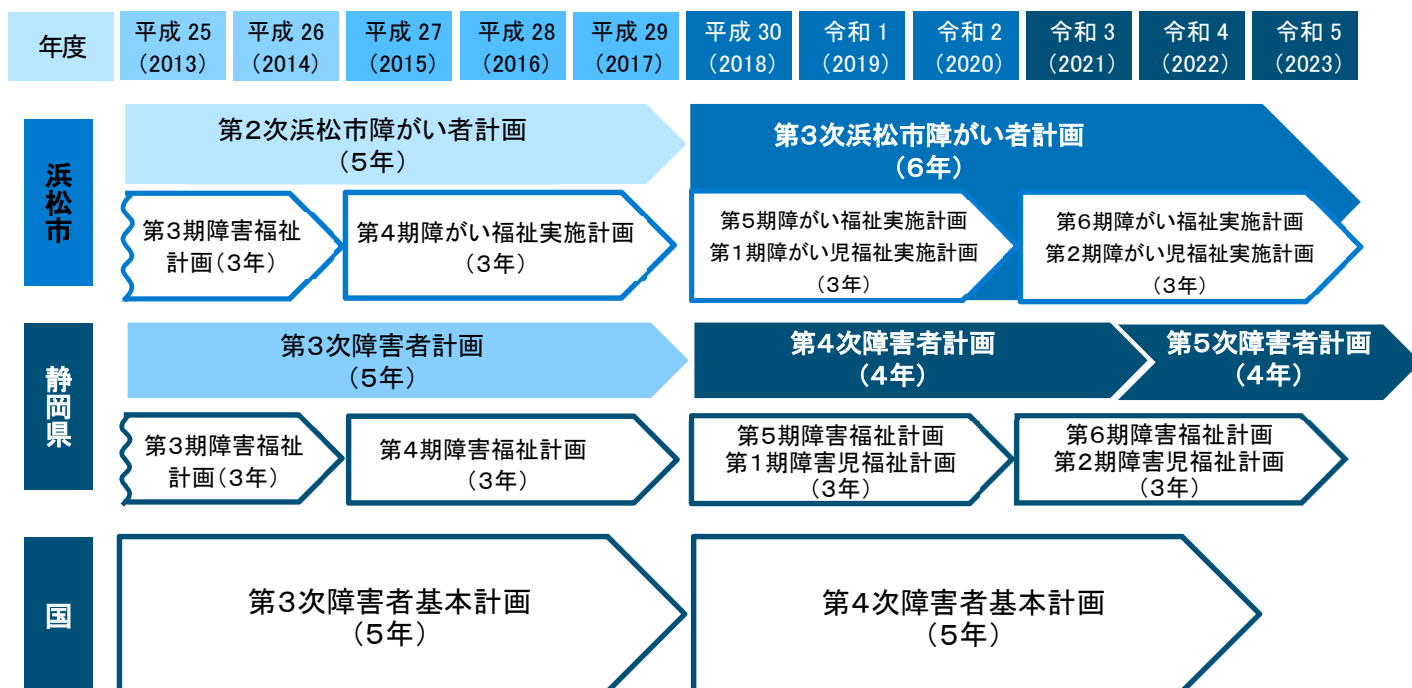 年度
平成 25
(2013)
平成 26
(2014)
平成 27
(2015)
平成 28
(2016)
平成 29
(2017)
平成 30
(2018)
令和 1
(2019)
令和 2
(2020)
令和 3
(2021)
令和 4
(2022)
令和 5
(2023)
浜松市
第2次浜松市障がい者計画
(5年)
第3次浜松市障がい者計画
(6年)
第3期障害福祉
計画(3年)
第4期障がい福祉実施計画
(3年)
第5期障がい福祉実施計画
第1期障がい児福祉実施計画
(3年)
第6期障がい福祉実施計画
第2期障がい児福祉実施計画
(3年)
静岡県
第3次障害者計画
(5年)
第4次障害者計画
(4年)
第5次障害者計画
(4年)
第3期障害福祉
計画(3年)
第4期障害福祉計画
(3年)
第5期障害福祉計画
第1期障害児福祉計画
(3年)
第6期障害福祉計画
第2期障害児福祉計画
(3年)
国
第3次障害者基本計画
(5年)
第4次障害者基本計画
(5年)